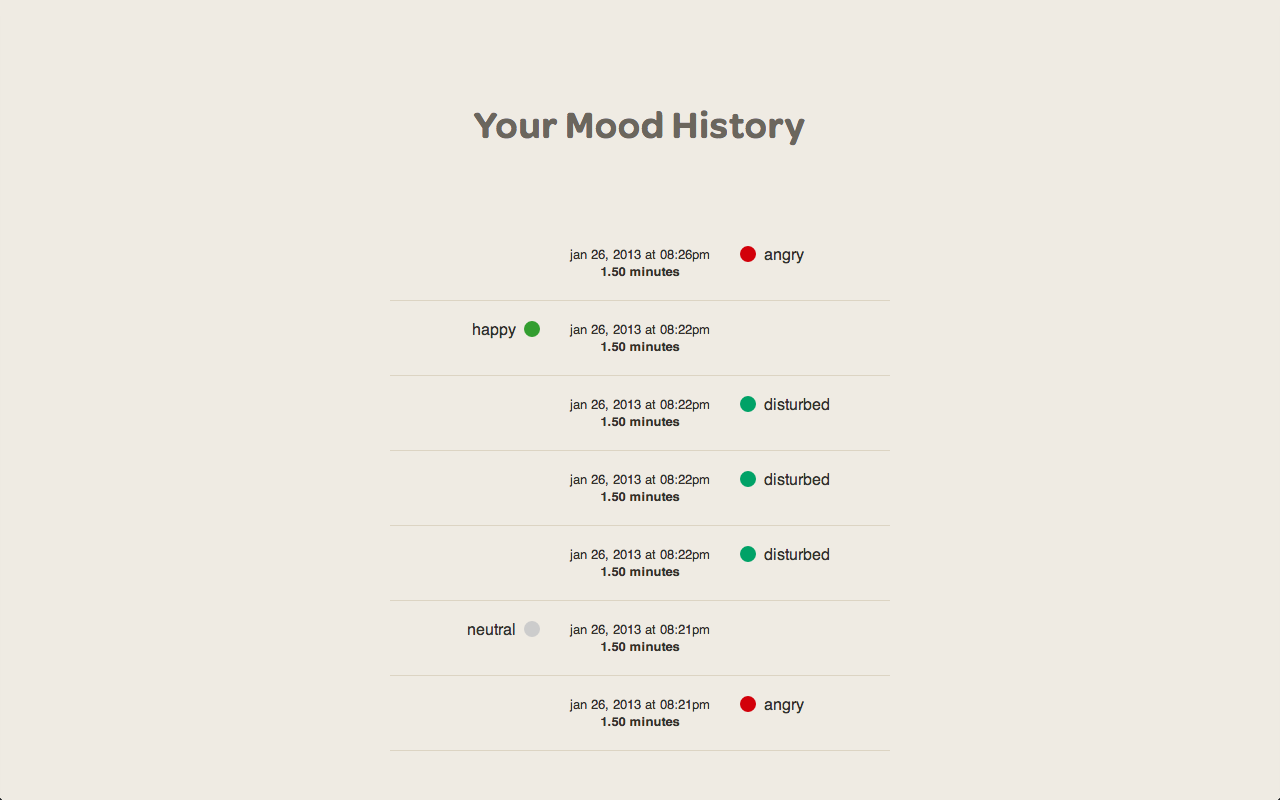 Your Mood History
jan 26, 2013 at 08:26pm
angry
1.50 minutes
happy
jan 26, 2013 at 08:22pm
1.50 minutes
jan 26, 2013 at 08:22pm
disturbed
1.50 minutes
jan 26, 2013 at 08:22pm
disturbed
1.50 minutes
jan 26, 2013 at 08:22pm
disturbed
1.50 minutes
neutral
jan 26, 2013 at 08:21pm
1.50 minutes
jan 26, 2013 at 08:21pm
angry
1.50 minutes